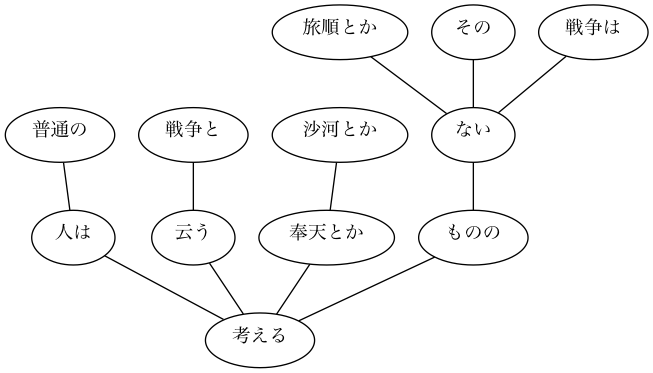 旅順とか その 戦争は
普通の 戦争と 沙河とか ない
人は 云う 奉天とか ものの
考える